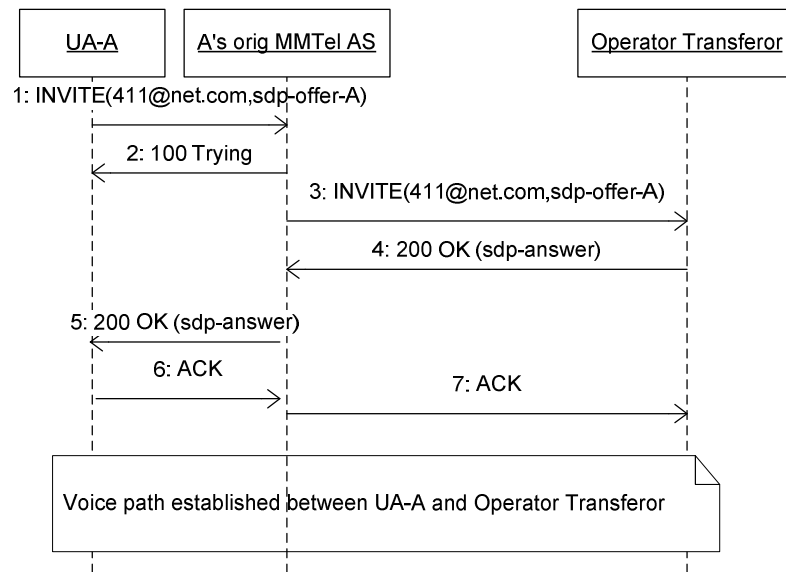 UA-A
A's orig MMTel AS
Operator Transferor
1: INVITE(411@net.com,sdp-offer-A)
2: 100 Trying
3: INVITE(411@net.com,sdp-offer-A)
4: 200 OK (sdp-answer)
5: 200 OK (sdp-answer)
6: ACK
7: ACK
Voice path established between UA-A and Operator Transferor